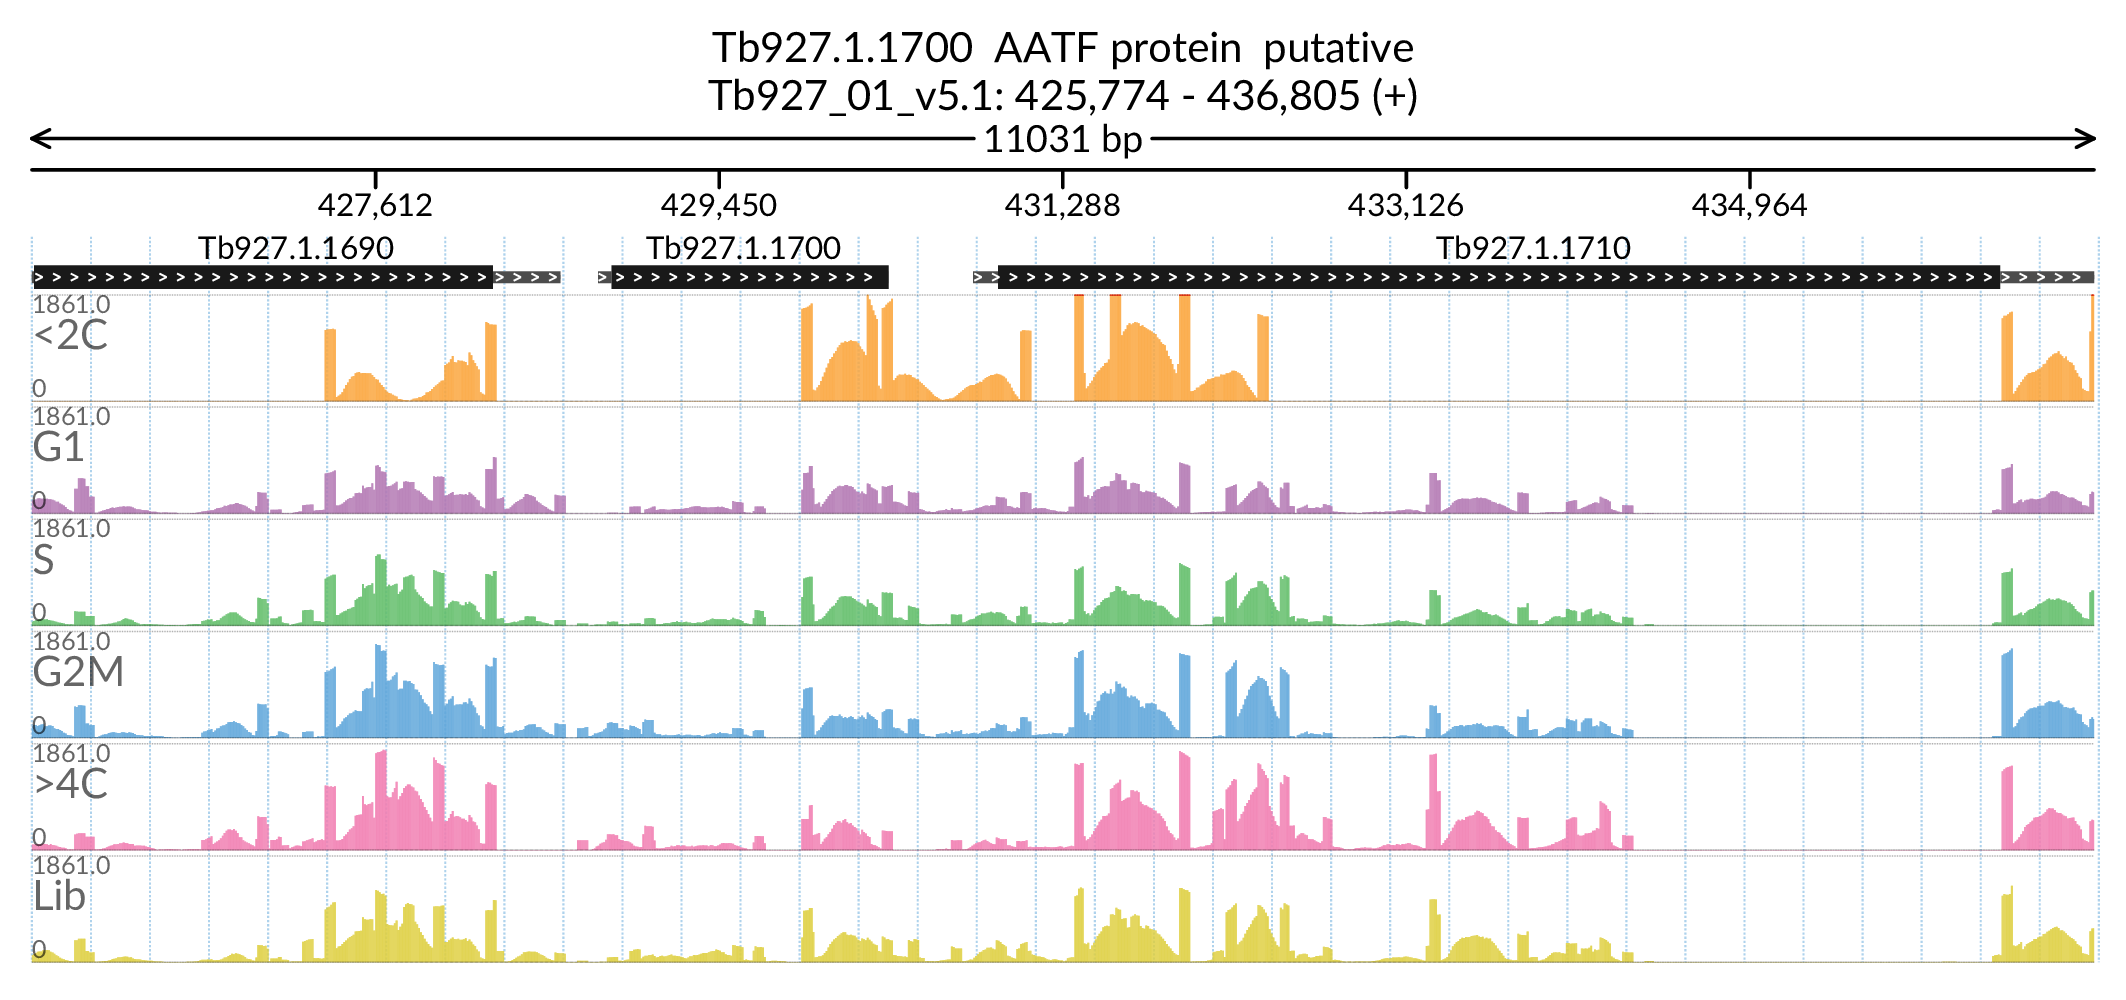 Tb927.1.1700  AATF protein  putative
Tb927_01_v5.1: 425,774 - 436,805 (+)
11031 bp
427,612 429,450 431,288 433,126 434,964
Tb927.1.1690 Tb927.1.1700 Tb927.1.1710
1861.0
<2C
0
1861.0
G1
0
1861.0
S
0
1861.0
G2M
0
1861.0
>4C
0
1861.0
Lib
0